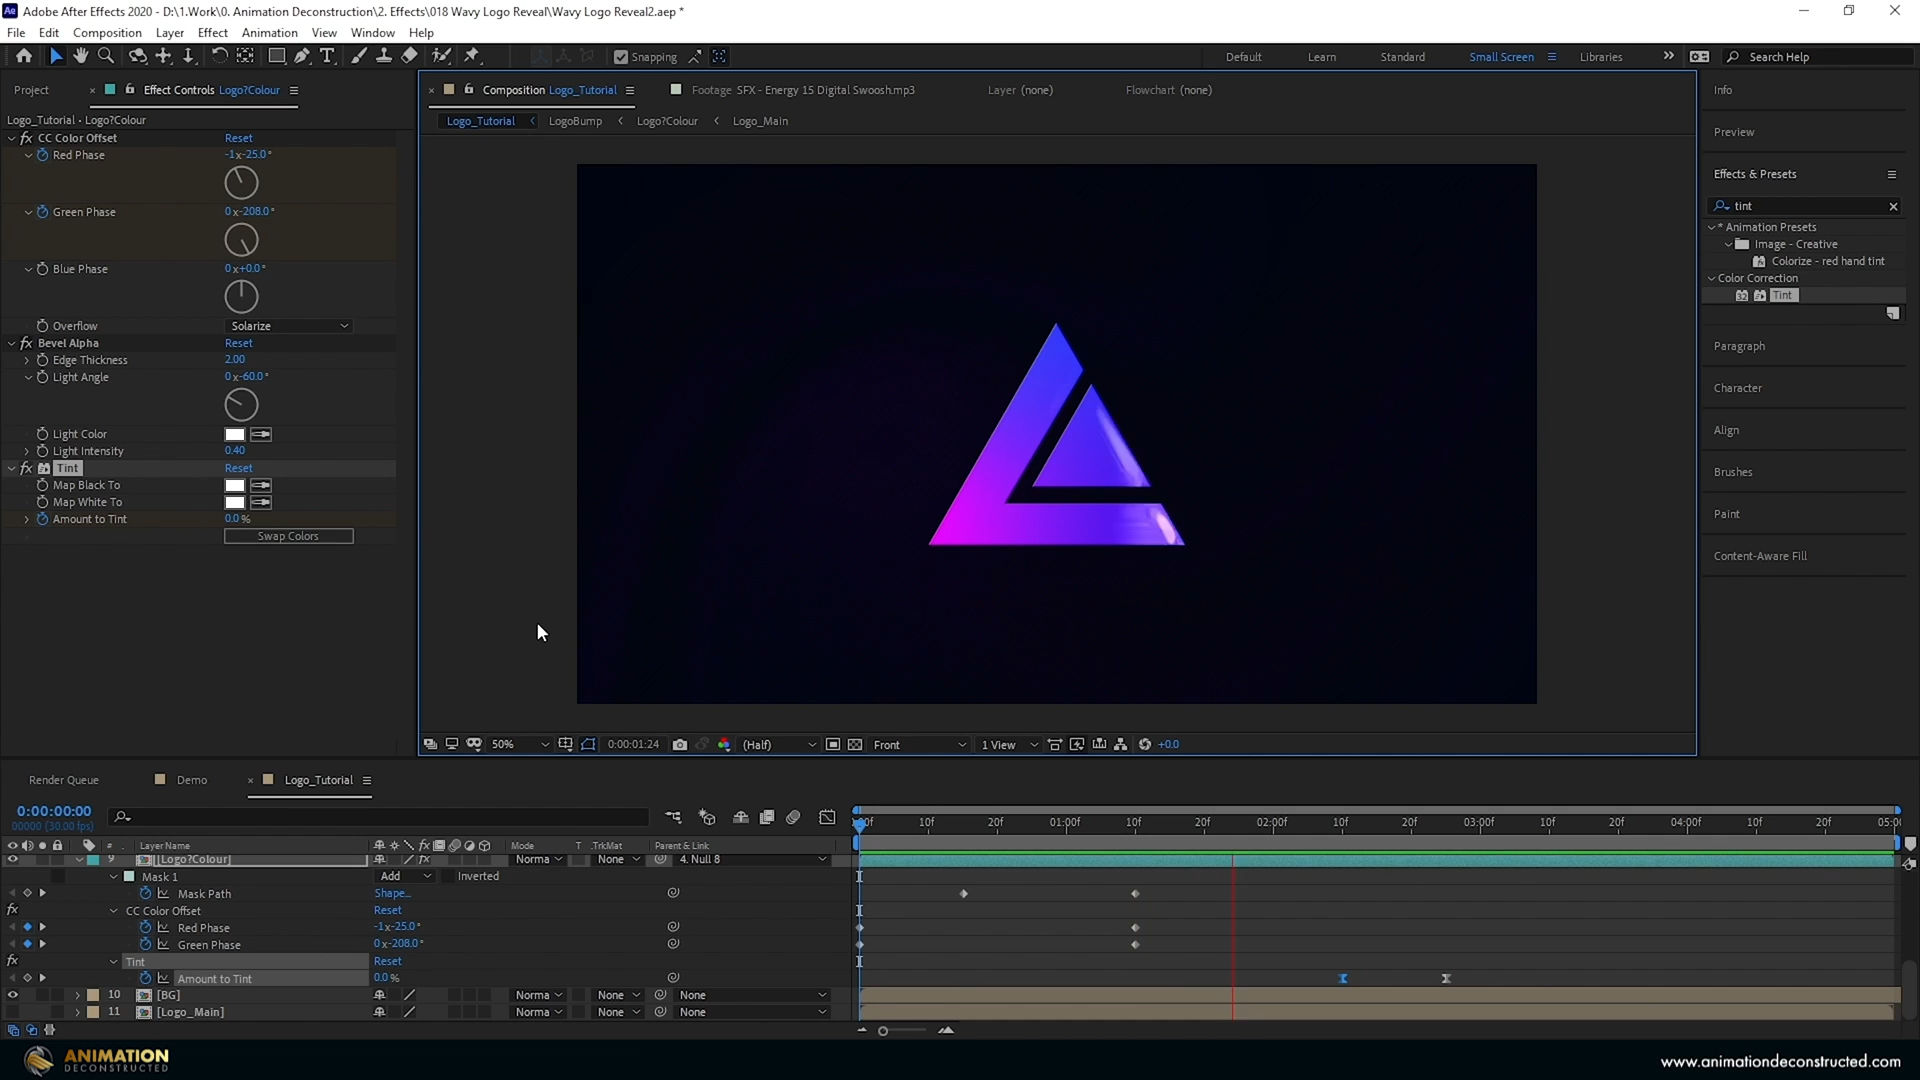 Adobe After Effects 2020 - D:\1.Work\0. Animation Deconstruction\2. Effects\018 Wavy Logo Reveal\Wavy Logo Reveal2.aep *
File Edit Composition Layer Effect Animation View Window Help
Snapping Default Learn Standard Small Screen Libraries Search Help
Project Effect Controls Logo?Colour Composition Logo_Tutorial Footage SFX - Energy 15 Digital Swoosh.mp3 Layer (none) Flowchart (none) Info
Logo_Tutorial • Logo?Colour Logo_Tutorial LogoBump Logo?Colour Logo_Main
fx CC Color Offset Reset
Red Phase -1x-25.0°
Green Phase 0x-208.0°
Blue Phase 0x+0.0°
Overflow Solarize
fx Bevel Alpha Reset
Edge Thickness 2.00
Light Angle 0x-60.0°
Light Color
Light Intensity 0.40
fx Tint Reset
Map Black To
Map White To
Amount to Tint 0.0 %
Swap Colors
Preview
Effects & Presets
tint
* Animation Presets
Image - Creative
Colorize - red hand tint
Color Correction
32 Tint
Paragraph
Character
Align
Brushes
Paint
Content-Aware Fill
50% 0:00:01:24 (Half) Front 1 View +0.0
Render Queue Demo Logo_Tutorial
0:00:00:00
00000 (30.00 fps)
10f 20f 01:00f 10f 20f 02:00f 10f 20f 03:00f 10f 20f 04:00f 10f 20f
# Layer Name fx Mode T .TrkMat Parent & Link
9 [Logo?Colour] fx Norma None 4. Null 8
Mask 1 Add Inverted
Mask Path Shape...
fx CC Color Offset Reset
Red Phase -1x-25.0°
Green Phase 0x-208.0°
fx Tint Reset
Amount to Tint 0.0 %
10 [BG] Norma None None
11 [Logo_Main] Norma None None
ANIMATION
DECONSTRUCTED
www.animationdeconstructed.com